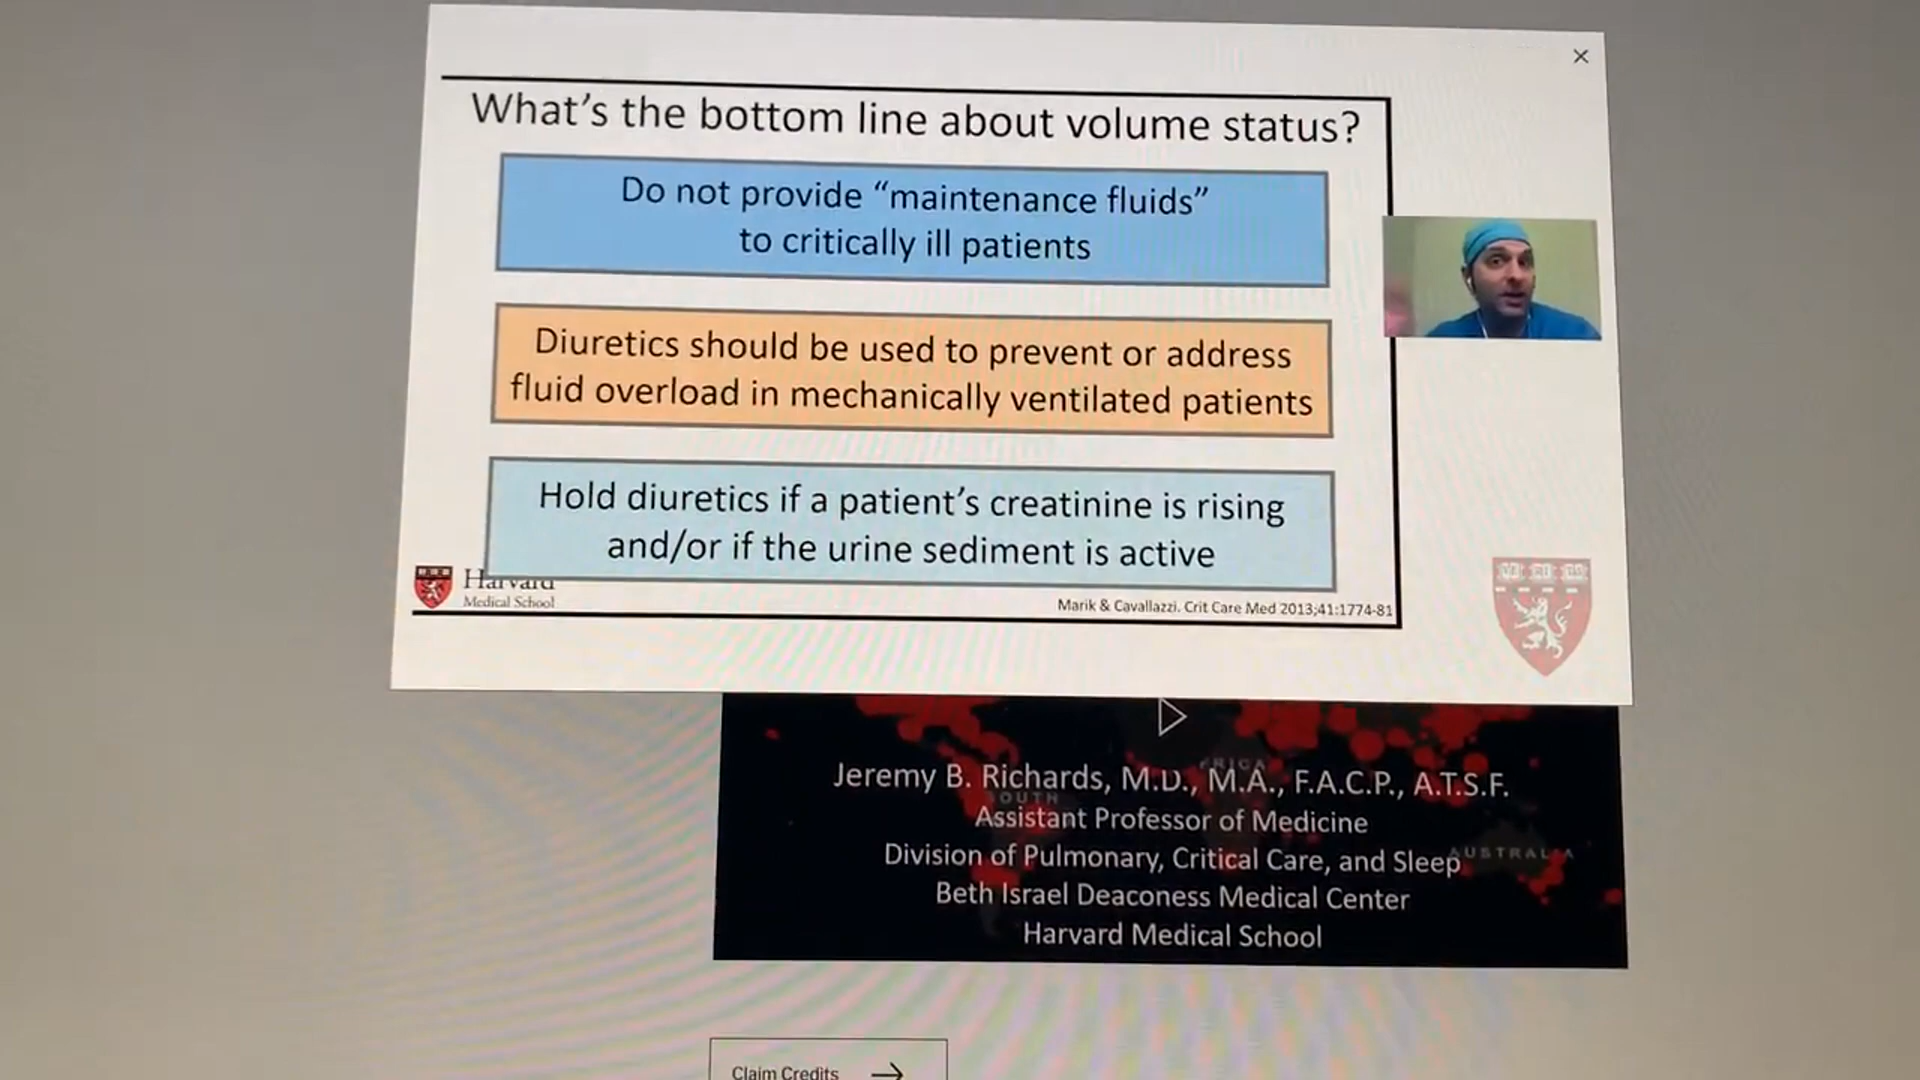 What's the bottom line about volume status?
Do not provide “maintenance fluids”
to critically ill patients
Diuretics should be used to prevent or address
fluid overload in mechanically ventilated patients
Hold diuretics if a patient's creatinine is rising
and/or if the urine sediment is active
Harvard
Medical School
Marik & Cavallazzi. Crit Care Med 2013;41:1774-81
Jeremy B. Richards, M.D., M.A., F.A.C.P., A.T.S.F.
Assistant Professor of Medicine
Division of Pulmonary, Critical Care, and Sleep
AUSTRALIA
Beth Israel Deaconess Medical Center
Harvard Medical School
Claim Credits